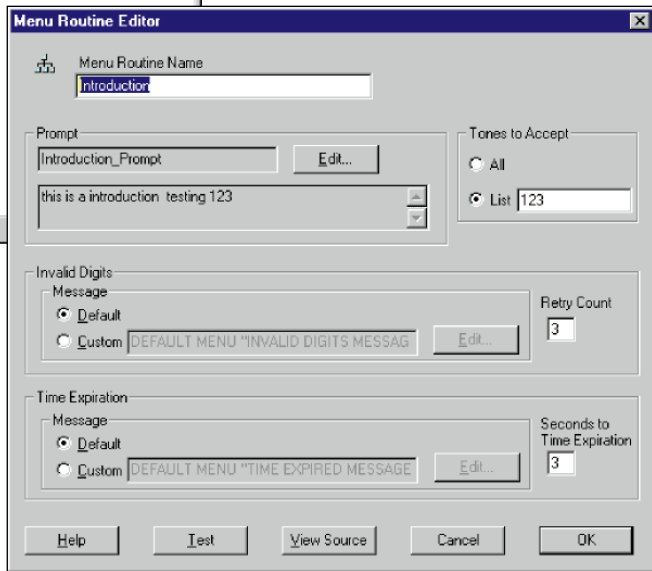 Menu Routine Editor
Menu Routine Name
Introduction
Prompt
Introduction_Prompt
Edit...
this is a introduction testing 123
Tones to Accept
All
List 123
Invalid Digits
Message
Default
Custom DEFAULT MENU "INVALID DIGITS MESSAG
Edit...
Retry Count
3
Time Expiration
Message
Default
Custom DEFAULT MENU "TIME EXPIRED MESSAGE
Edit...
Seconds to
Time Expiration
3
Help
Test
View Source
Cancel
OK